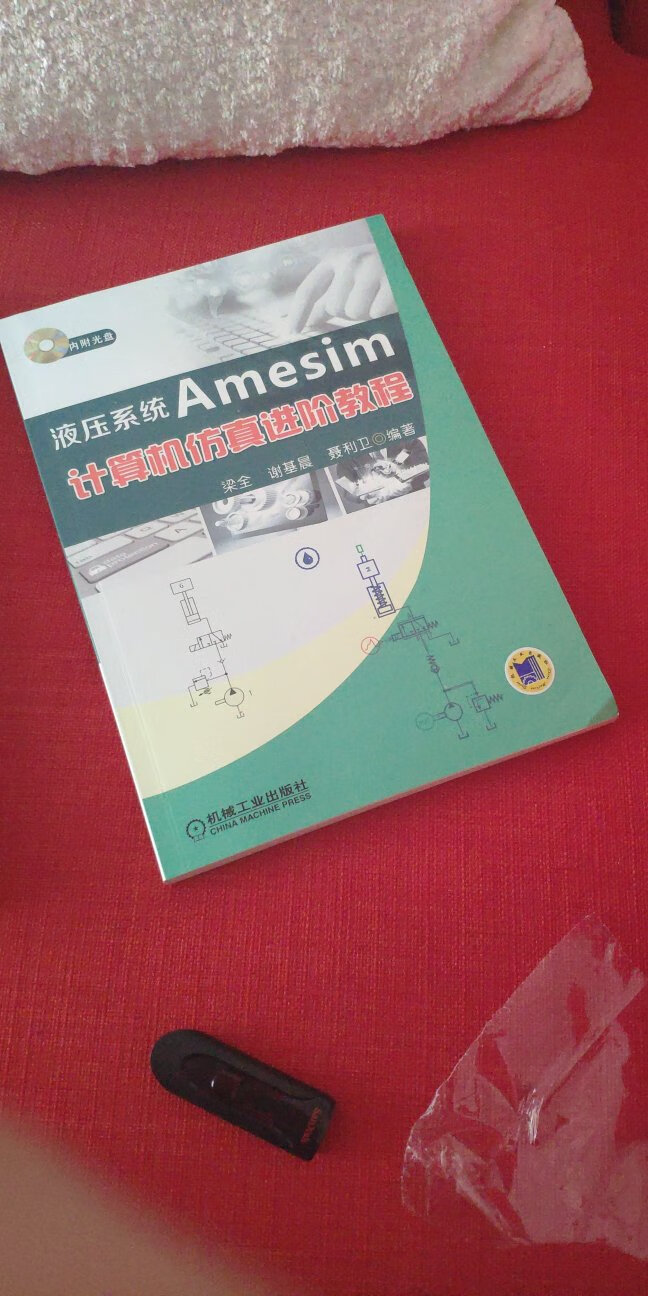 内附光盘
液压系统 Amesim
计算机仿真进阶教程
梁全 谢基晨 聂利卫◎编著
机械工业出版社
CHINA MACHINE PRESS
SanDisk